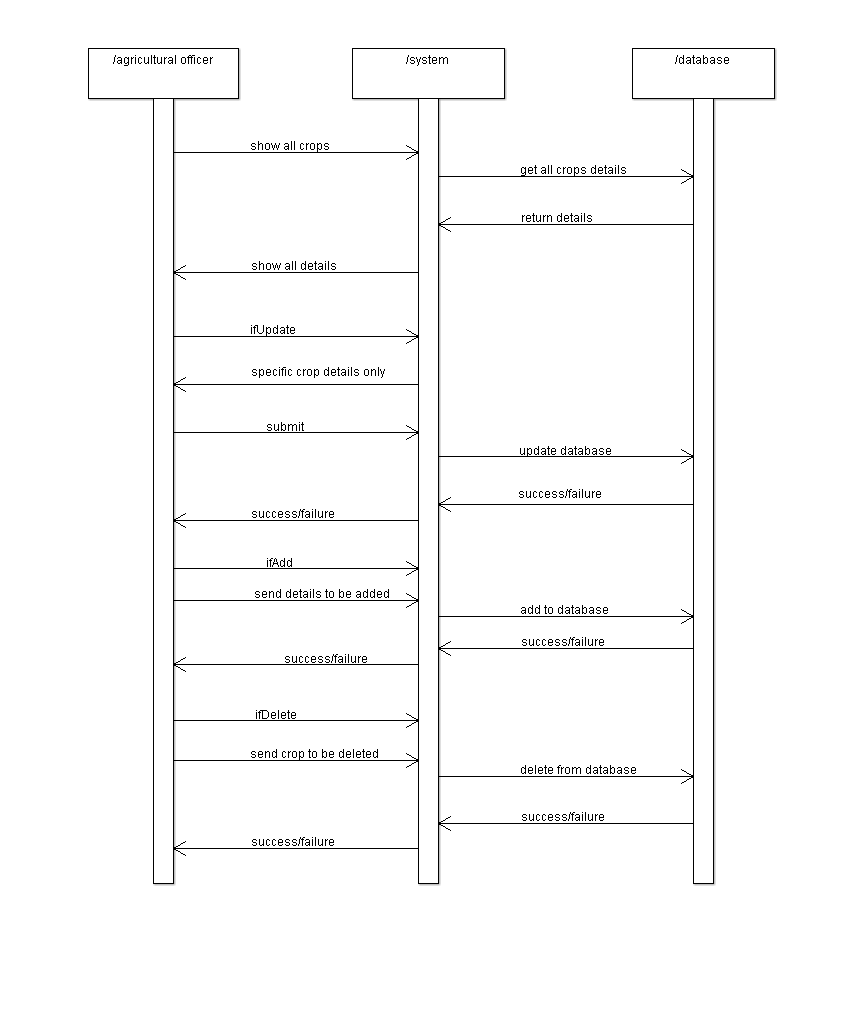 /agricultural officer
/system
/database
show all crops
get all crops details
return details
show all details
ifUpdate
specific crop details only
submit
update database
success/failure
success/failure
ifAdd
send details to be added
add to database
success/failure
success/failure
ifDelete
send crop to be deleted
delete from database
success/failure
success/failure